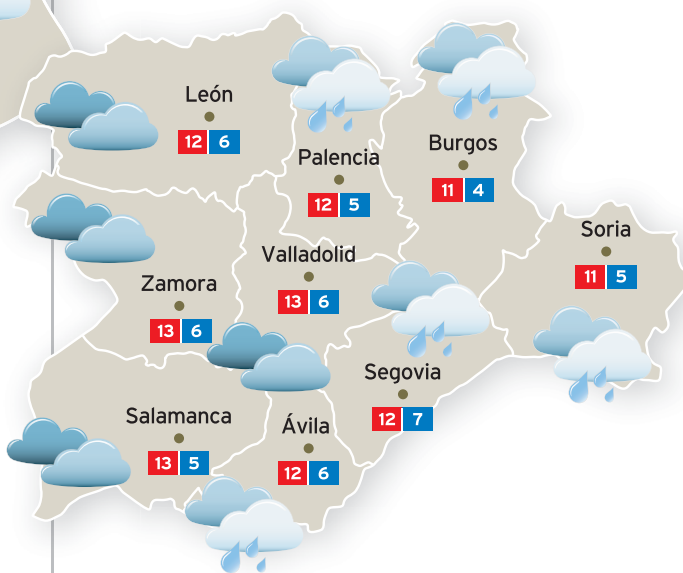 León
12 6
Palencia
12 5
Burgos
11 4
Soria
11 5
Valladolid
13 6
Zamora
13 6
Segovia
12 7
Salamanca
13 5
Ávila
12 6